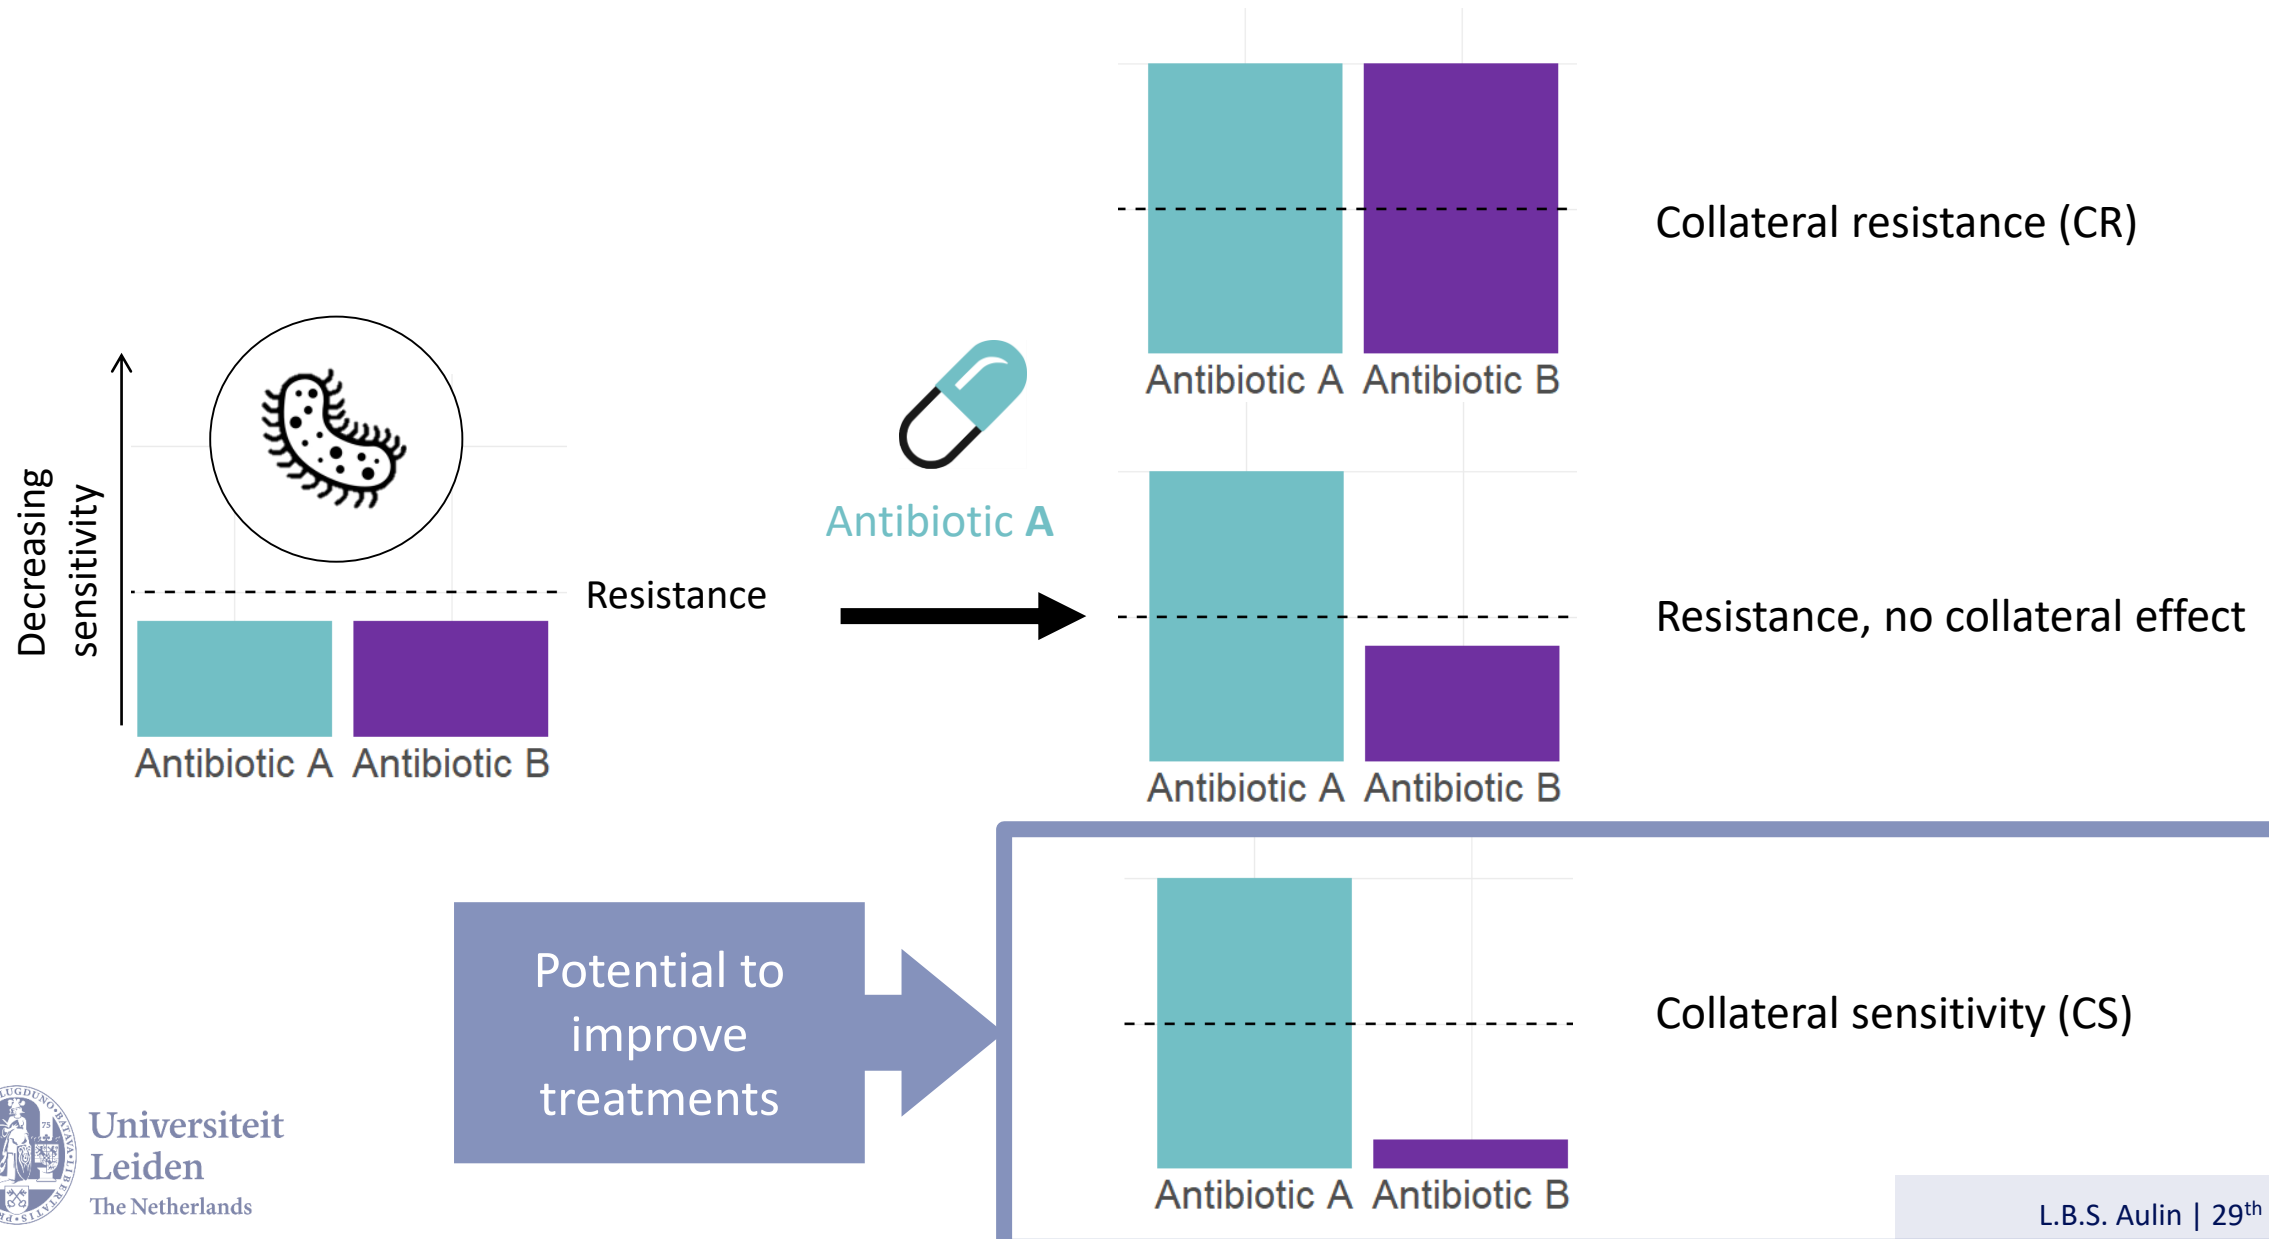 Antibiotic A Antibiotic B
Collateral resistance (CR)
Decreasing
sensitivity
Resistance
Antibiotic A Antibiotic B
Antibiotic A
Antibiotic A Antibiotic B
Resistance, no collateral effect
Potential to
improve
treatments
Antibiotic A Antibiotic B
Collateral sensitivity (CS)
Universiteit
Leiden
The Netherlands
L.B.S. Aulin | 29th